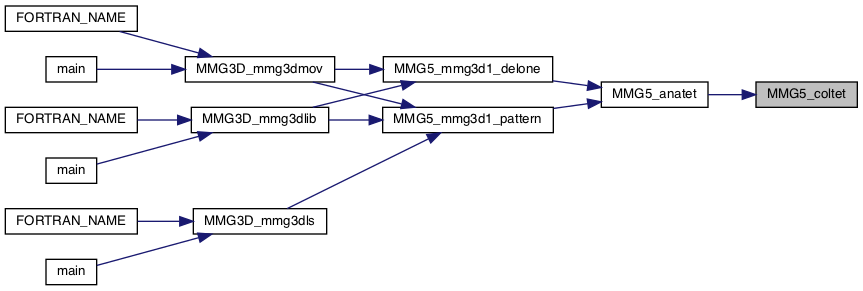 FORTRAN_NAME
main
MMG3D_mmg3dmov
MMG5_mmg3d1_delone
MMG5_anatet
MMG5_coltet
FORTRAN_NAME
MMG3D_mmg3dlib
MMG5_mmg3d1_pattern
main
FORTRAN_NAME
MMG3D_mmg3dls
main